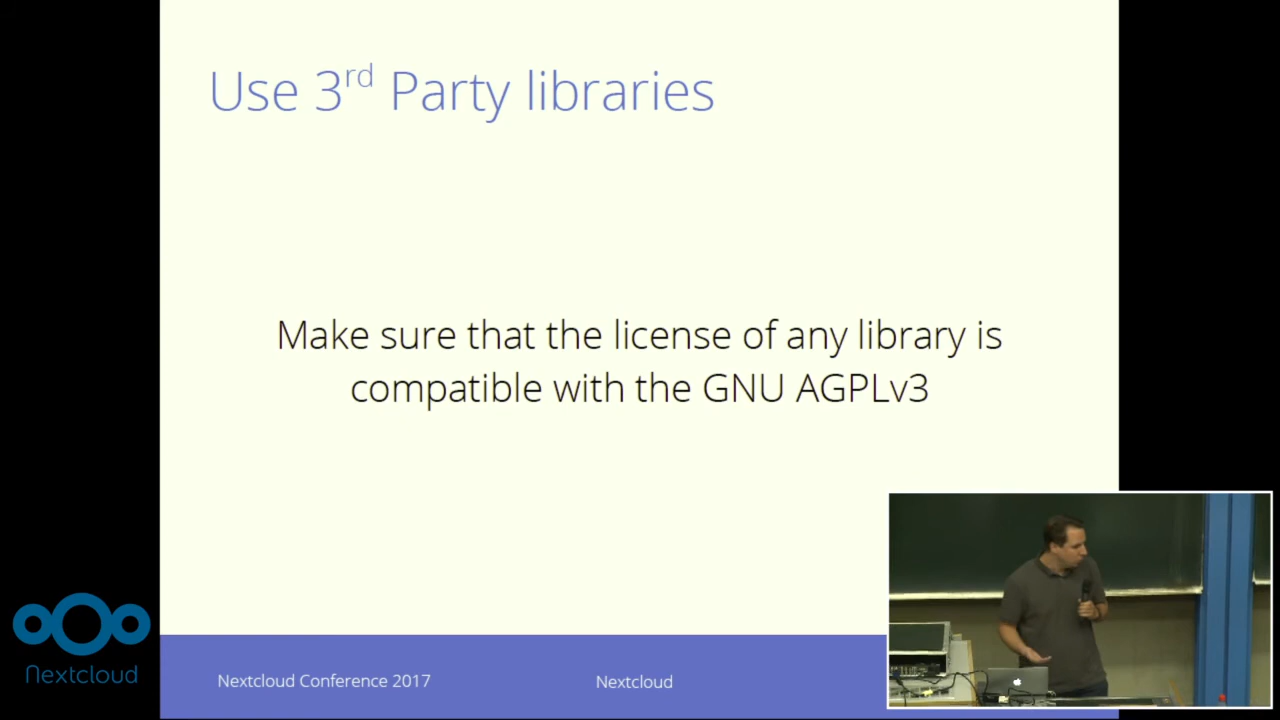 Use 3rd Party libraries
Make sure that the license of any library is
compatible with the GNU AGPLv3
Nextcloud
Nextcloud Conference 2017
Nextcloud